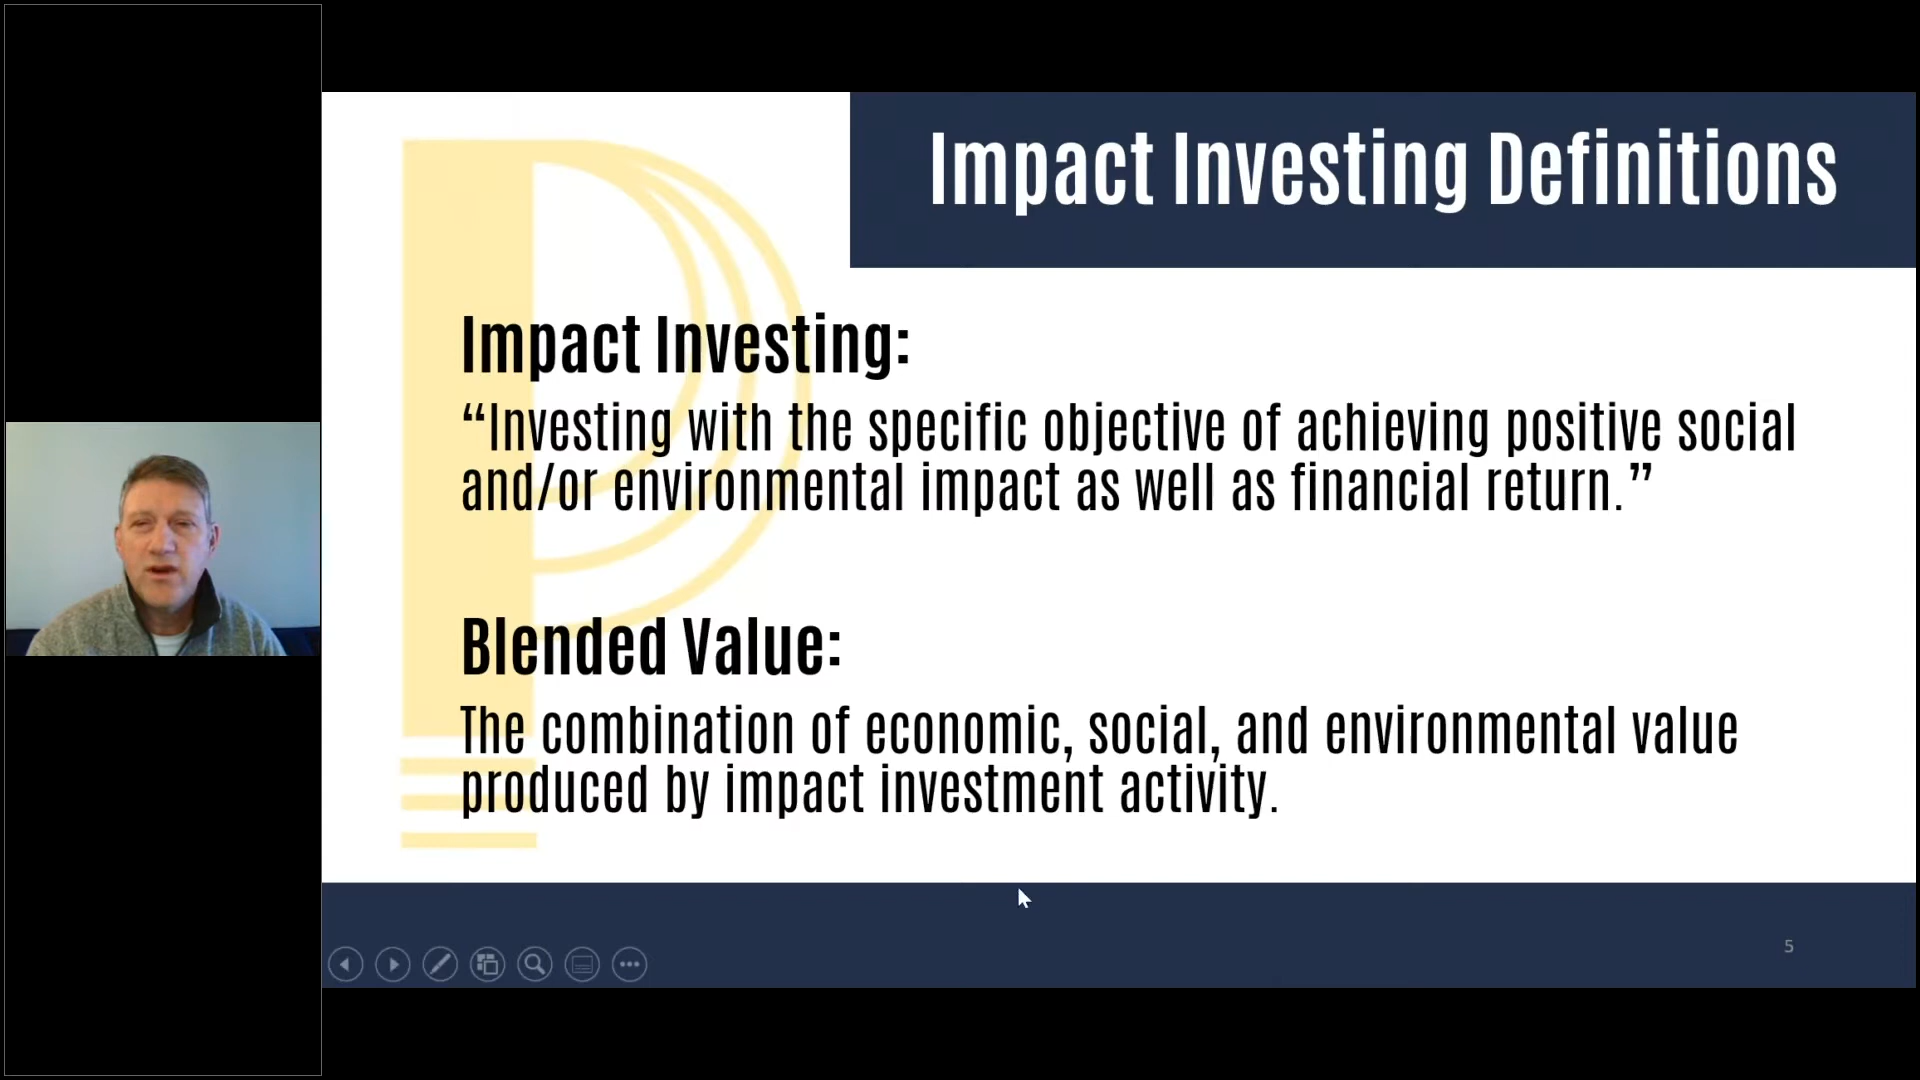 Impact Investing Definitions
Impact Investing:
“Investing with the specific objective of achieving positive social
and/or environmental impact as well as financial return.”
Blended Value:
The combination of economic, social, and environmental value
produced by impact investment activity.
5